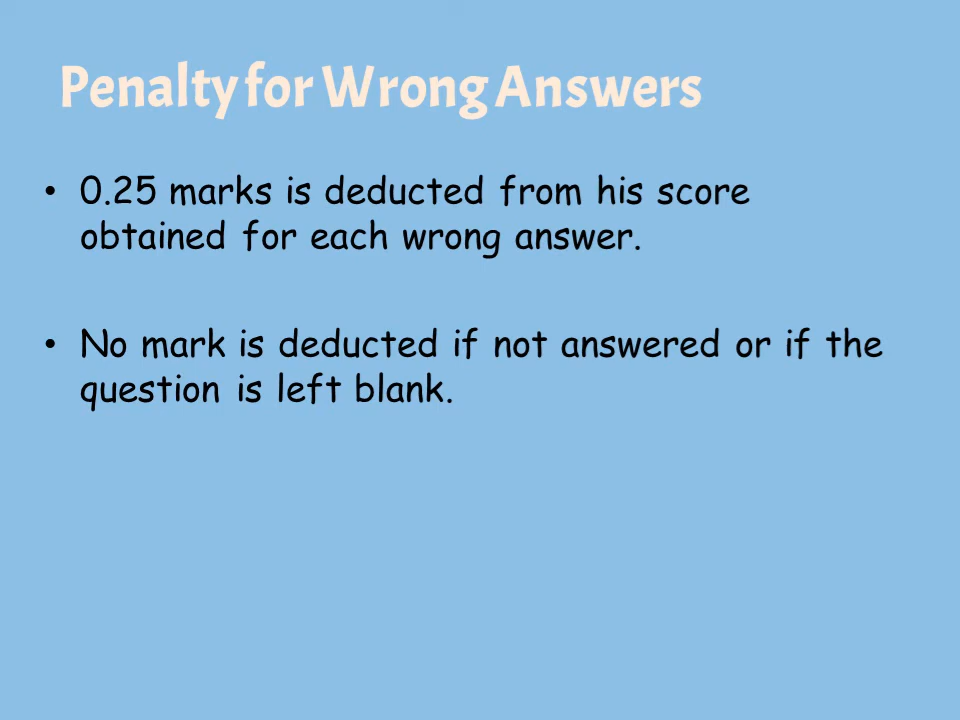 Penalty for Wrong Answers
• 0.25 marks is deducted from his score
obtained for each wrong answer.
• No mark is deducted if not answered or if the
question is left blank.